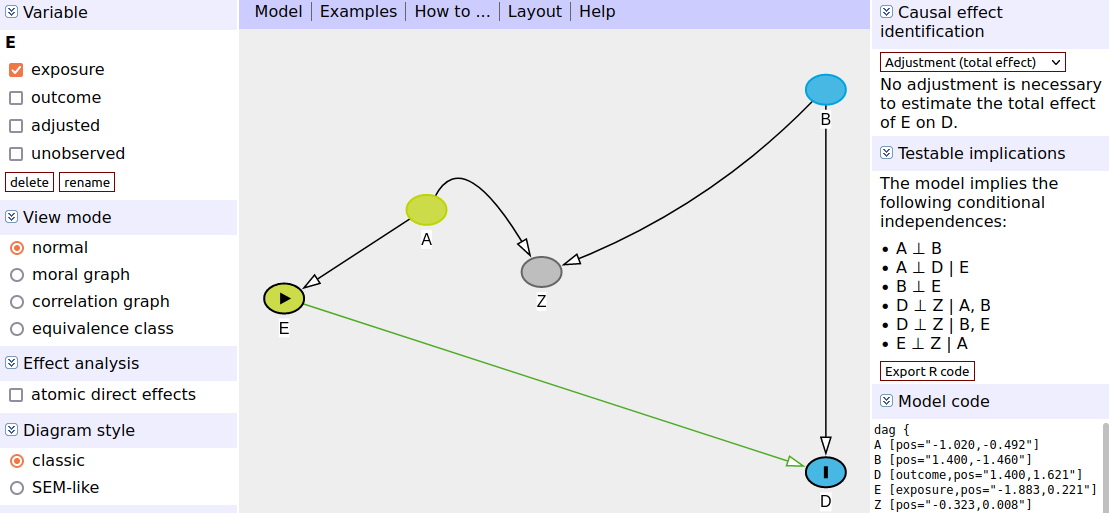 Variable
E
exposure
outcome
adjusted
unobserved
delete rename
View mode
normal
moral graph
correlation graph
equivalence class
Effect analysis
atomic direct effects
Diagram style
classic
SEM-like
Model | Examples | How to ... | Layout | Help
B
A
Z
E
D
Causal effect
identification
Adjustment (total effect)
No adjustment is necessary
to estimate the total effect
of E on D.
Testable implications
The model implies the
following conditional
independences:
• A ⊥ B
• A ⊥ D | E
• B ⊥ E
• D ⊥ Z | A, B
• D ⊥ Z | B, E
• E ⊥ Z | A
Export R code
Model code
dag {
A [pos="-1.020,-0.492"]
B [pos="1.400,-1.460"]
D [outcome,pos="1.400,1.621"]
E [exposure,pos="-1.883,0.221"]
Z [pos="-0.323,0.008"]